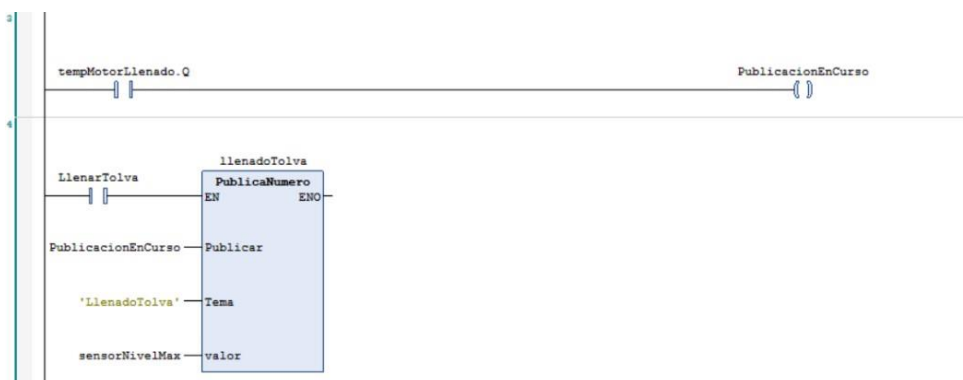 3
tempMotorLlenado.Q
PublicacionEnCurso
4
llenadoTolva
LlenarTolva
PublicaNumero
EN ENO
PublicacionEnCurso Publicar
'LlenadoTolva' Tema
sensorNivelMax valor